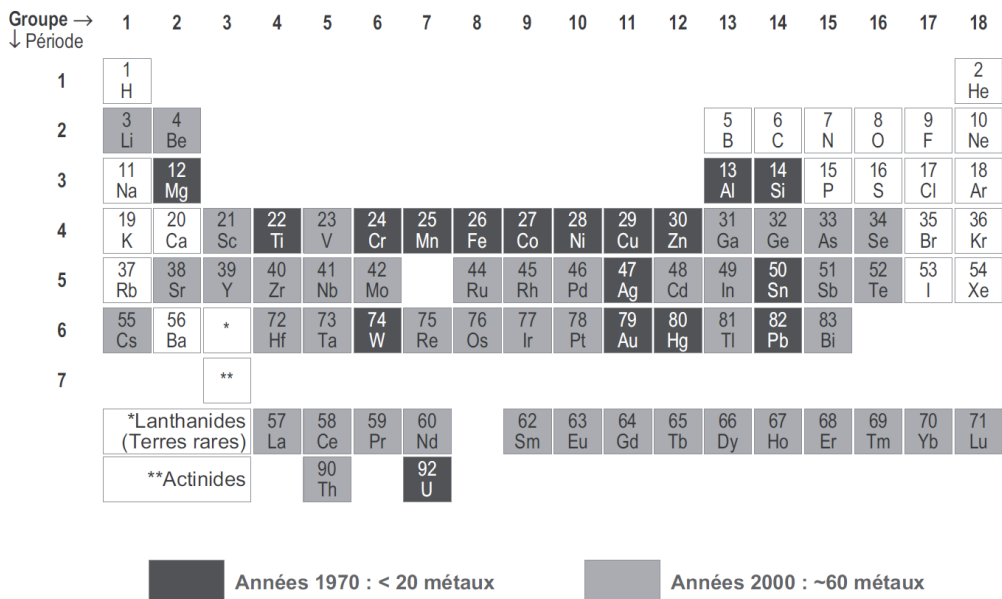 Groupe → 1 2 3 4 5 6 7 8 9 10 11 12 13 14 15 16 17 18
↓ Période
1 2
1 H He
3 4 5 6 7 8 9 10
2 Li Be B C N O F Ne
11 12 13 14 15 16 17 18
3 Na Mg Al Si P S Cl Ar
19 20 21 22 23 24 25 26 27 28 29 30 31 32 33 34 35 36
4 K Ca Sc Ti V Cr Mn Fe Co Ni Cu Zn Ga Ge As Se Br Kr
37 38 39 40 41 42 44 45 46 47 48 49 50 51 52 53 54
5 Rb Sr Y Zr Nb Mo Ru Rh Pd Ag Cd In Sn Sb Te I Xe
55 56 * 72 73 74 75 76 77 78 79 80 81 82 83
6 Cs Ba Hf Ta W Re Os Ir Pt Au Hg Tl Pb Bi
7 **
*Lanthanides 57 58 59 60 62 63 64 65 66 67 68 69 70 71
(Terres rares) La Ce Pr Nd Sm Eu Gd Tb Dy Ho Er Tm Yb Lu
**Actinides 90 92
Th U
Années 1970 : < 20 métaux Années 2000 : ~60 métaux